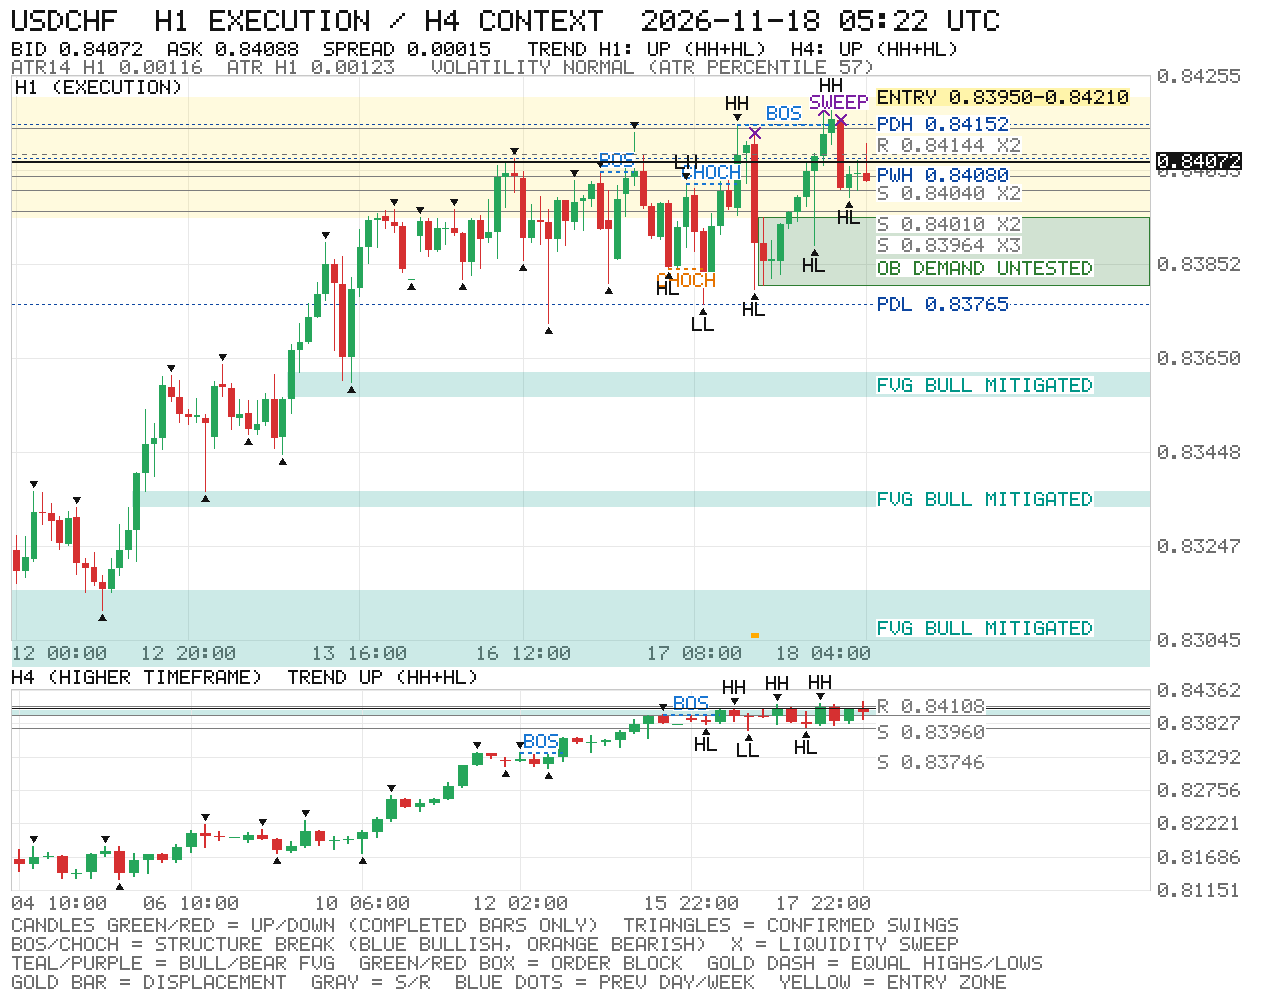 USDCHF  H1 EXECUTION / H4 CONTEXT  2026-11-18 05:22 UTC
BID 0.84072  ASK 0.84088  SPREAD 0.00015   TREND H1: UP (HH+HL)  H4: UP (HH+HL)
ATR14 H1 0.00116  ATR H1 0.00123   VOLATILITY NORMAL (ATR PERCENTILE 57)
0.84255
H1 (EXECUTION)
HH
ENTRY 0.83950-0.84210
HH
SWEEP
BOS
PDH 0.84152
R 0.84144 X2
0.84072
BOS
LH
CHOCH
PWH 0.84080
S 0.84040 X2
HL
S 0.84010 X2
S 0.83964 X3
HL
OB DEMAND UNTESTED
0.83852
CHOCH
HL
HL
PDL 0.83765
LL
0.83650
FVG BULL MITIGATED
0.83448
FVG BULL MITIGATED
0.83247
FVG BULL MITIGATED
0.83045
12 00:00  12 20:00  13 16:00  16 12:00  17 08:00  18 04:00
H4 (HIGHER TIMEFRAME)  TREND UP (HH+HL)
HH HH HH
0.84362
BOS
R 0.84108
0.83827
S 0.83960
BOS
HL LL HL
0.83292
S 0.83746
0.82756
0.82221
0.81686
0.81151
04 10:00  06 10:00  10 06:00  12 02:00  15 22:00  17 22:00
CANDLES GREEN/RED = UP/DOWN (COMPLETED BARS ONLY)  TRIANGLES = CONFIRMED SWINGS
BOS/CHOCH = STRUCTURE BREAK (BLUE BULLISH, ORANGE BEARISH)  X = LIQUIDITY SWEEP
TEAL/PURPLE = BULL/BEAR FVG  GREEN/RED BOX = ORDER BLOCK  GOLD DASH = EQUAL HIGHS/LOWS
GOLD BAR = DISPLACEMENT  GRAY = S/R  BLUE DOTS = PREV DAY/WEEK  YELLOW = ENTRY ZONE